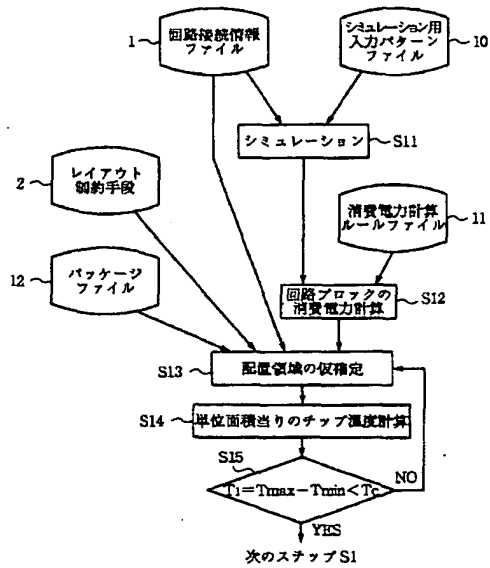 1
回路接続情報
ファイル
シミュレーション用
入力パターン
ファイル
10
シミュレーション
S11
2
レイアウト
制約手段
消費電力計算
ルールファイル
11
12
パッケージ
ファイル
回路ブロックの
消費電力計算
S12
S13
配置領域の仮確定
S14
単位面積当りのチップ温度計算
S15
T1=Tmax-Tmin<Tc
NO
YES
次のステップS1